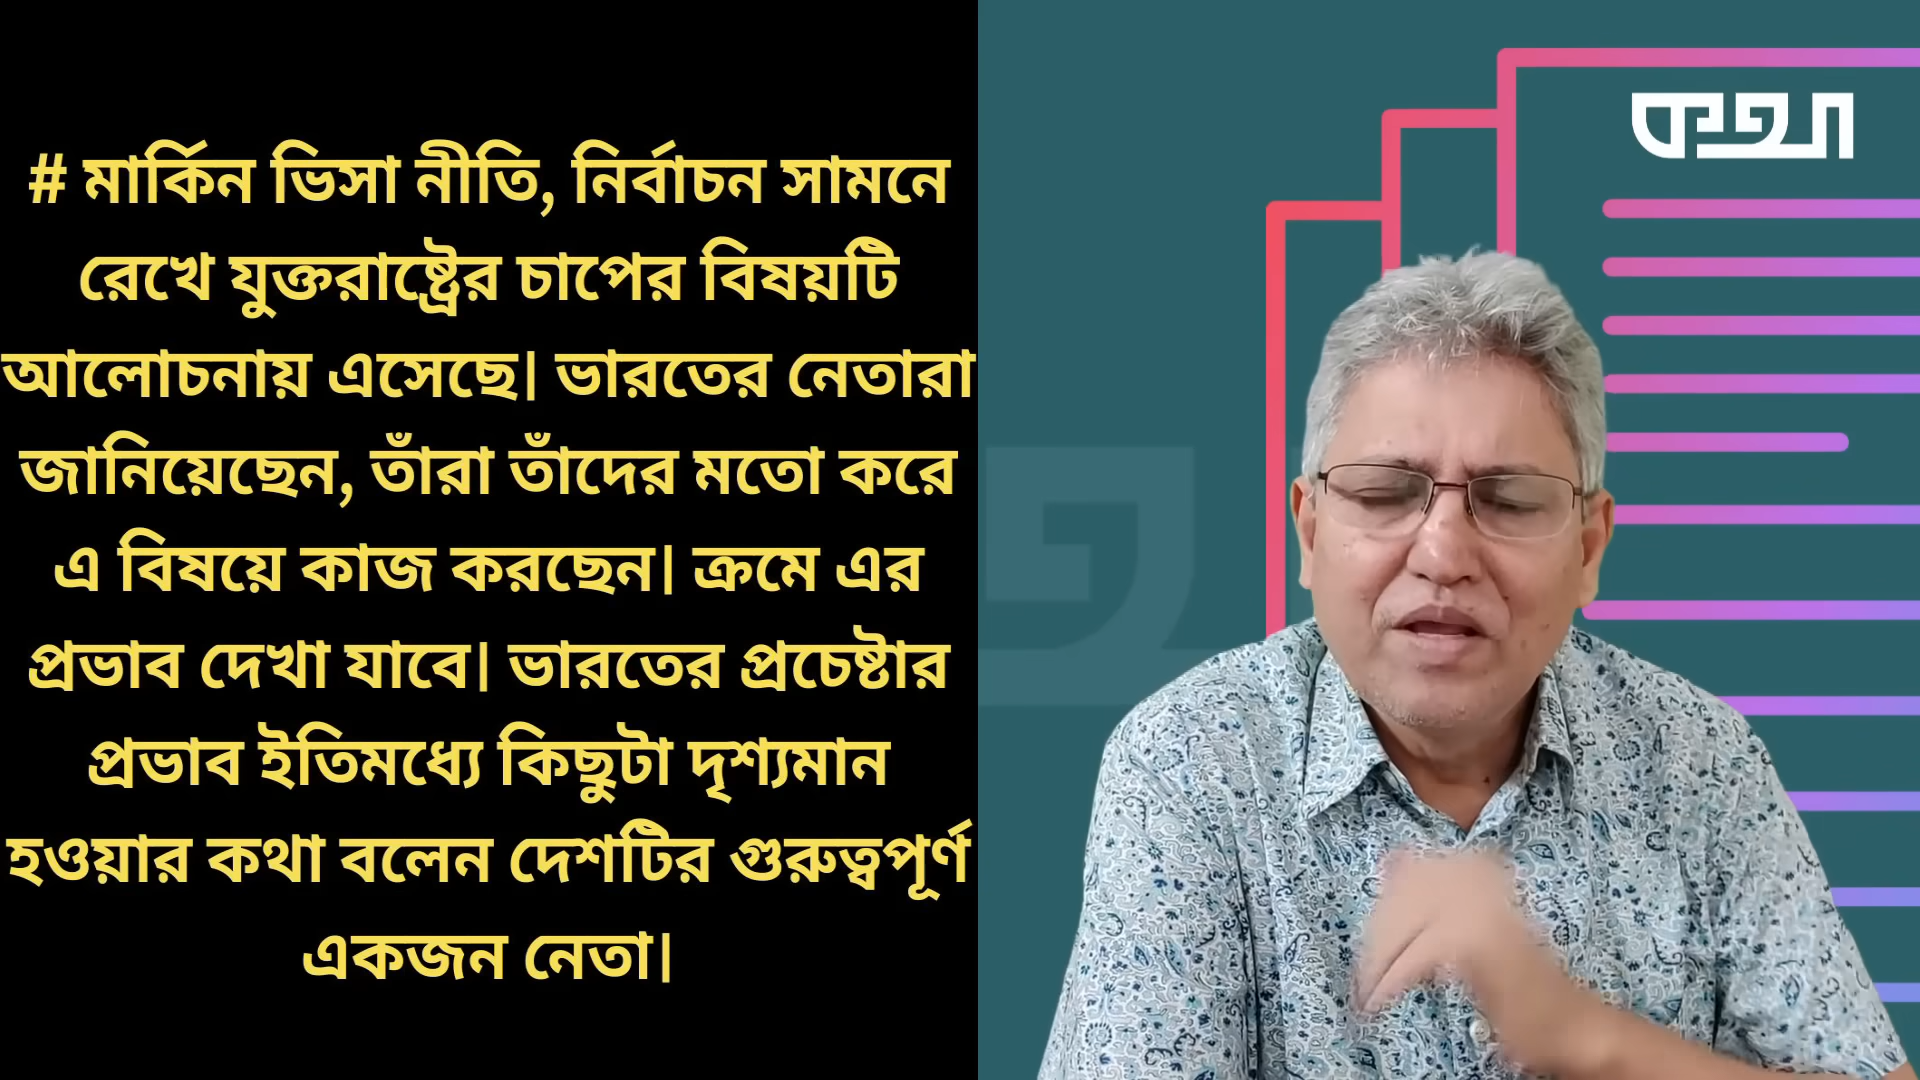 # মার্কিন ভিসা নীতি, নির্বাচন সামনে
রেখে যুক্তরাষ্ট্রের চাপের বিষয়টি
আলোচনায় এসেছে। ভারতের নেতারা
জানিয়েছেন, তাঁরা তাঁদের মতো করে
এ বিষয়ে কাজ করছেন। ক্রমে এর
প্রভাব দেখা যাবে। ভারতের প্রচেষ্টার
প্রভাব ইতিমধ্যে কিছুটা দৃশ্যমান
হওয়ার কথা বলেন দেশটির গুরুত্বপূর্ণ
একজন নেতা।